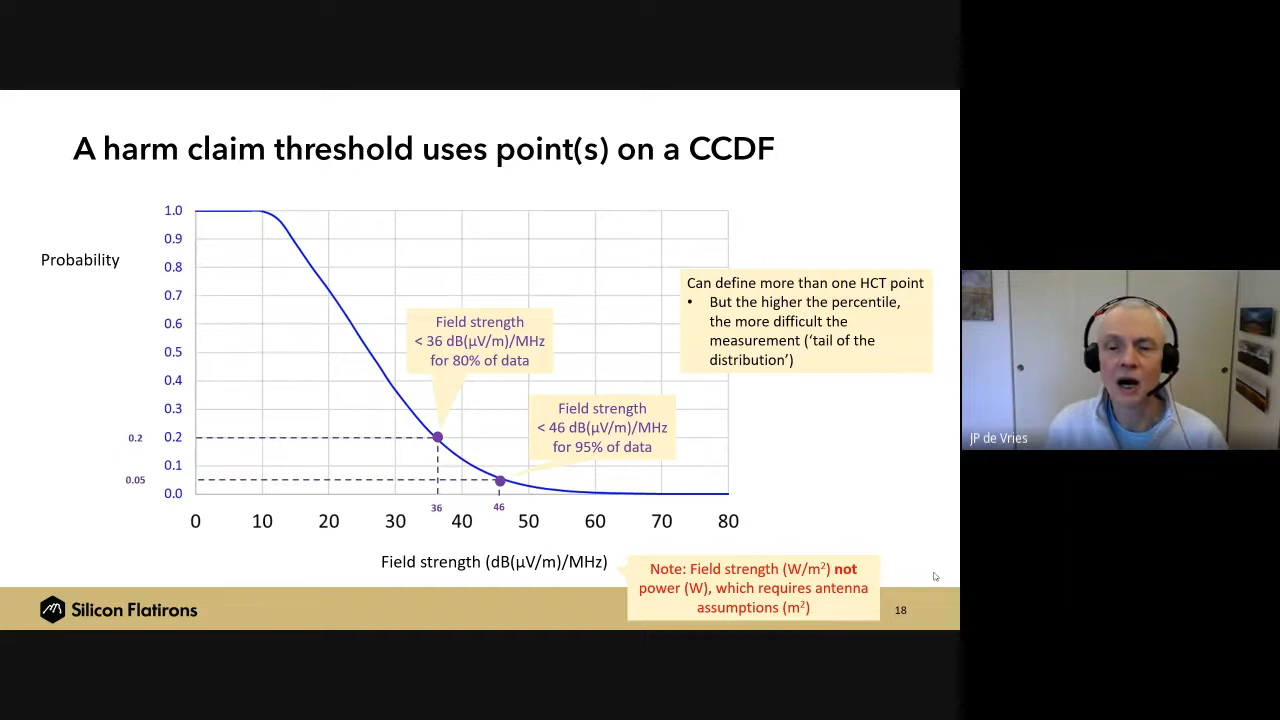 A harm claim threshold uses point(s) on a CCDF
Probability
1.0
0.9
0.8
0.7
0.6
0.5
0.4
0.3
0.2
0.1
0.0
0.2
0.05
Field strength
< 36 dB(µV/m)/MHz
for 80% of data
Field strength
< 46 dB(µV/m)/MHz
for 95% of data
Can define more than one HCT point
• But the higher the percentile,
the more difficult the
measurement (‘tail of the
distribution’)
36
46
0 10 20 30 40 50 60 70 80
Field strength (dB(µV/m)/MHz)
Note: Field strength (W/m²) not
power (W), which requires antenna
assumptions (m²)
Silicon Flatirons
18
JP de Vries